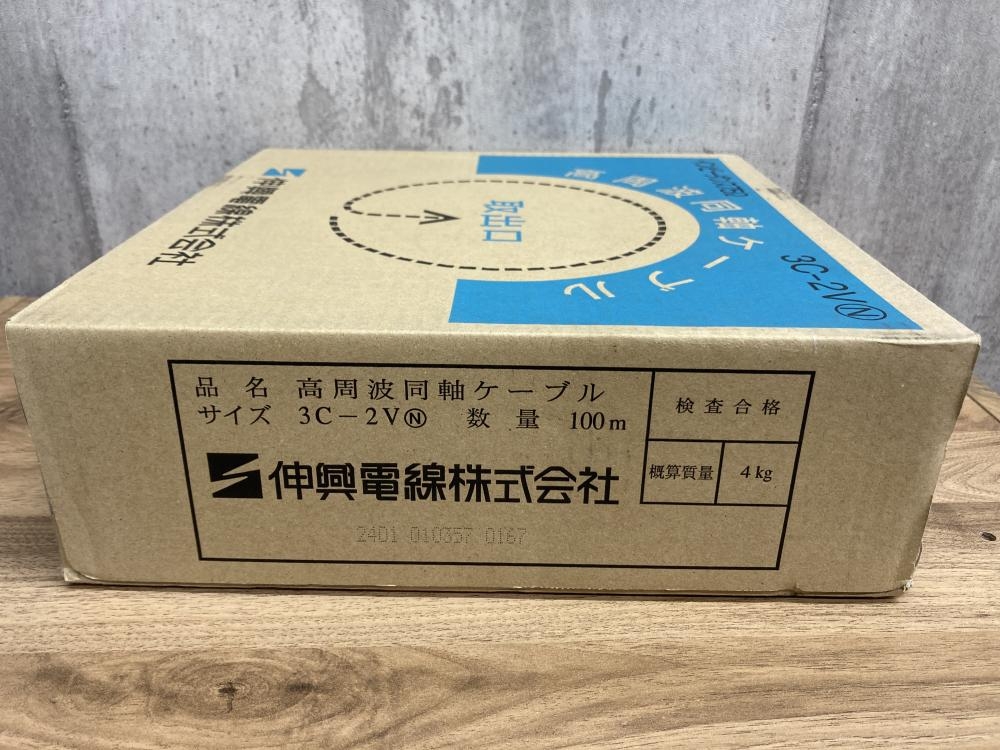 伸興電線株式会社
取出口
高周波同軸ケーブル
3C-2VⓃ
品名 高周波同軸ケーブル
サイズ 3C-2VⓃ 数量 100m
検査合格
概算質量 4kg
伸興電線株式会社
24D1 010357 0167